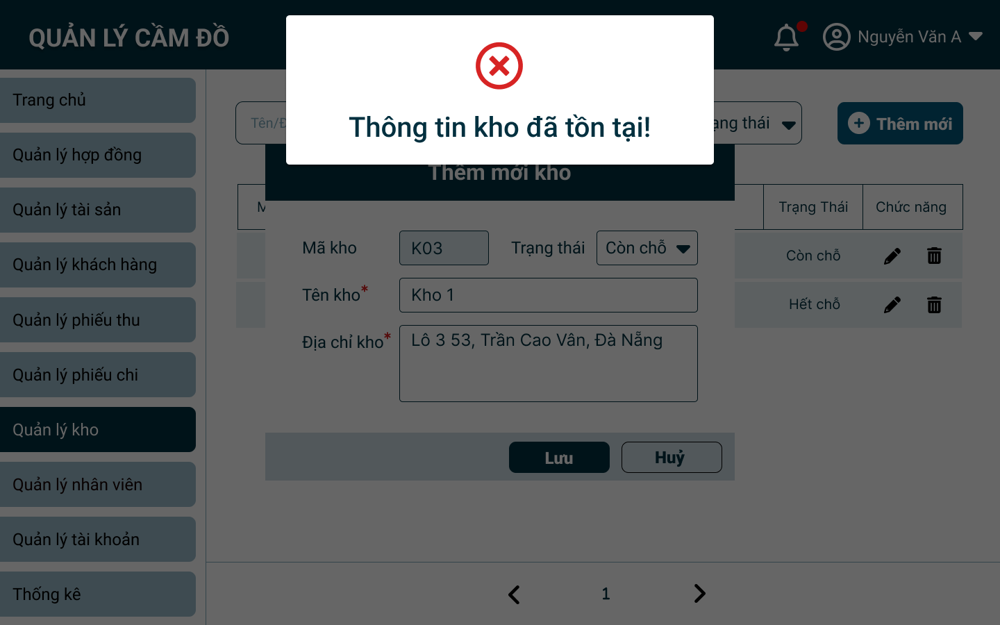 QUẢN LÝ CẦM ĐỒ
Nguyễn Văn A
Thông tin kho đã tồn tại!
Trang chủ
Quản lý hợp đồng
Quản lý tài sản
Quản lý khách hàng
Quản lý phiếu thu
Quản lý phiếu chi
Quản lý kho
Quản lý nhân viên
Quản lý tài khoản
Thống kê
Tên/Đ
ạng thái
Thêm mới
Thêm mới kho
M
Trạng Thái
Chức năng
Mã kho
K03
Trạng thái
Còn chỗ
Còn chỗ
Tên kho*
Kho 1
Hết chỗ
Địa chỉ kho*
Lô 3 53, Trần Cao Vân, Đà Nẵng
Lưu
Huỷ
1